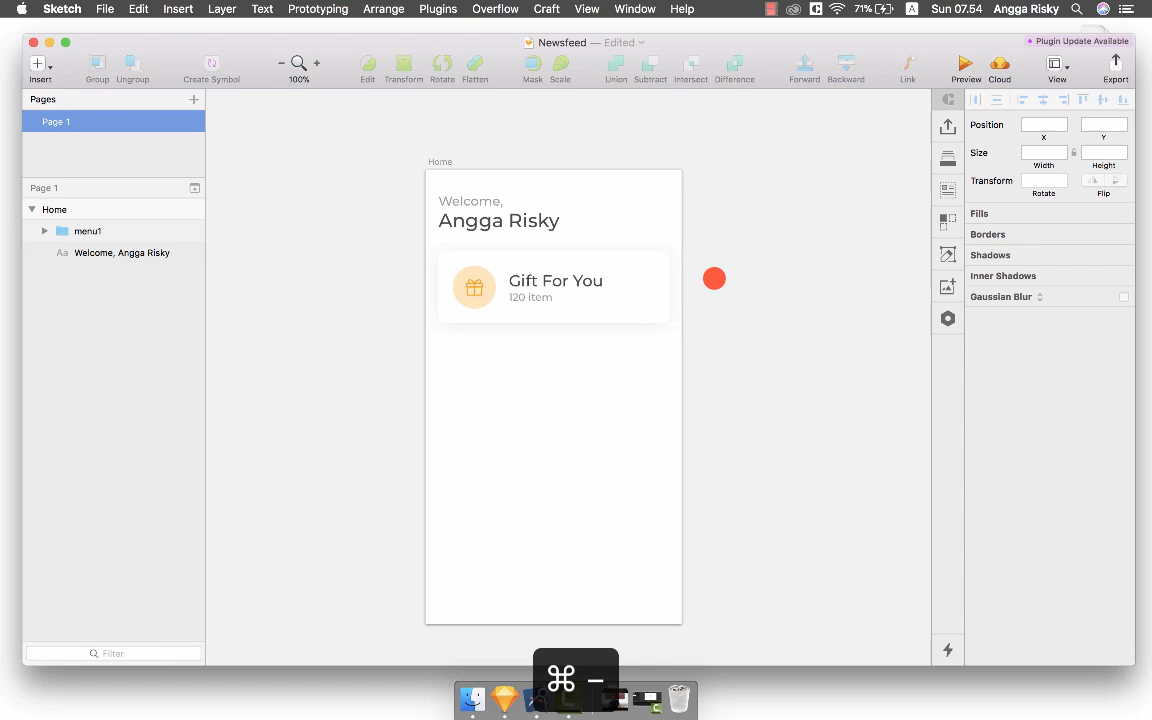 Sketch File Edit Insert Layer Text Prototyping Arrange Plugins Overflow Craft View Window Help 71% A Sun 07.54 Angga Risky
Newsfeed — Edited
Plugin Update Available
Insert Group Ungroup Create Symbol 100% Edit Transform Rotate Flatten Mask Scale Union Subtract Intersect Difference Forward Backward Link Preview Cloud View Export
Pages
Page 1
Page 1
Home
menu1
Aa Welcome, Angga Risky
Filter
Home
Welcome,
Angga Risky
Gift For You
120 item
Position
X Y
Size
Width Height
Transform
Rotate Flip
Fills
Borders
Shadows
Inner Shadows
Gaussian Blur
⌘ –